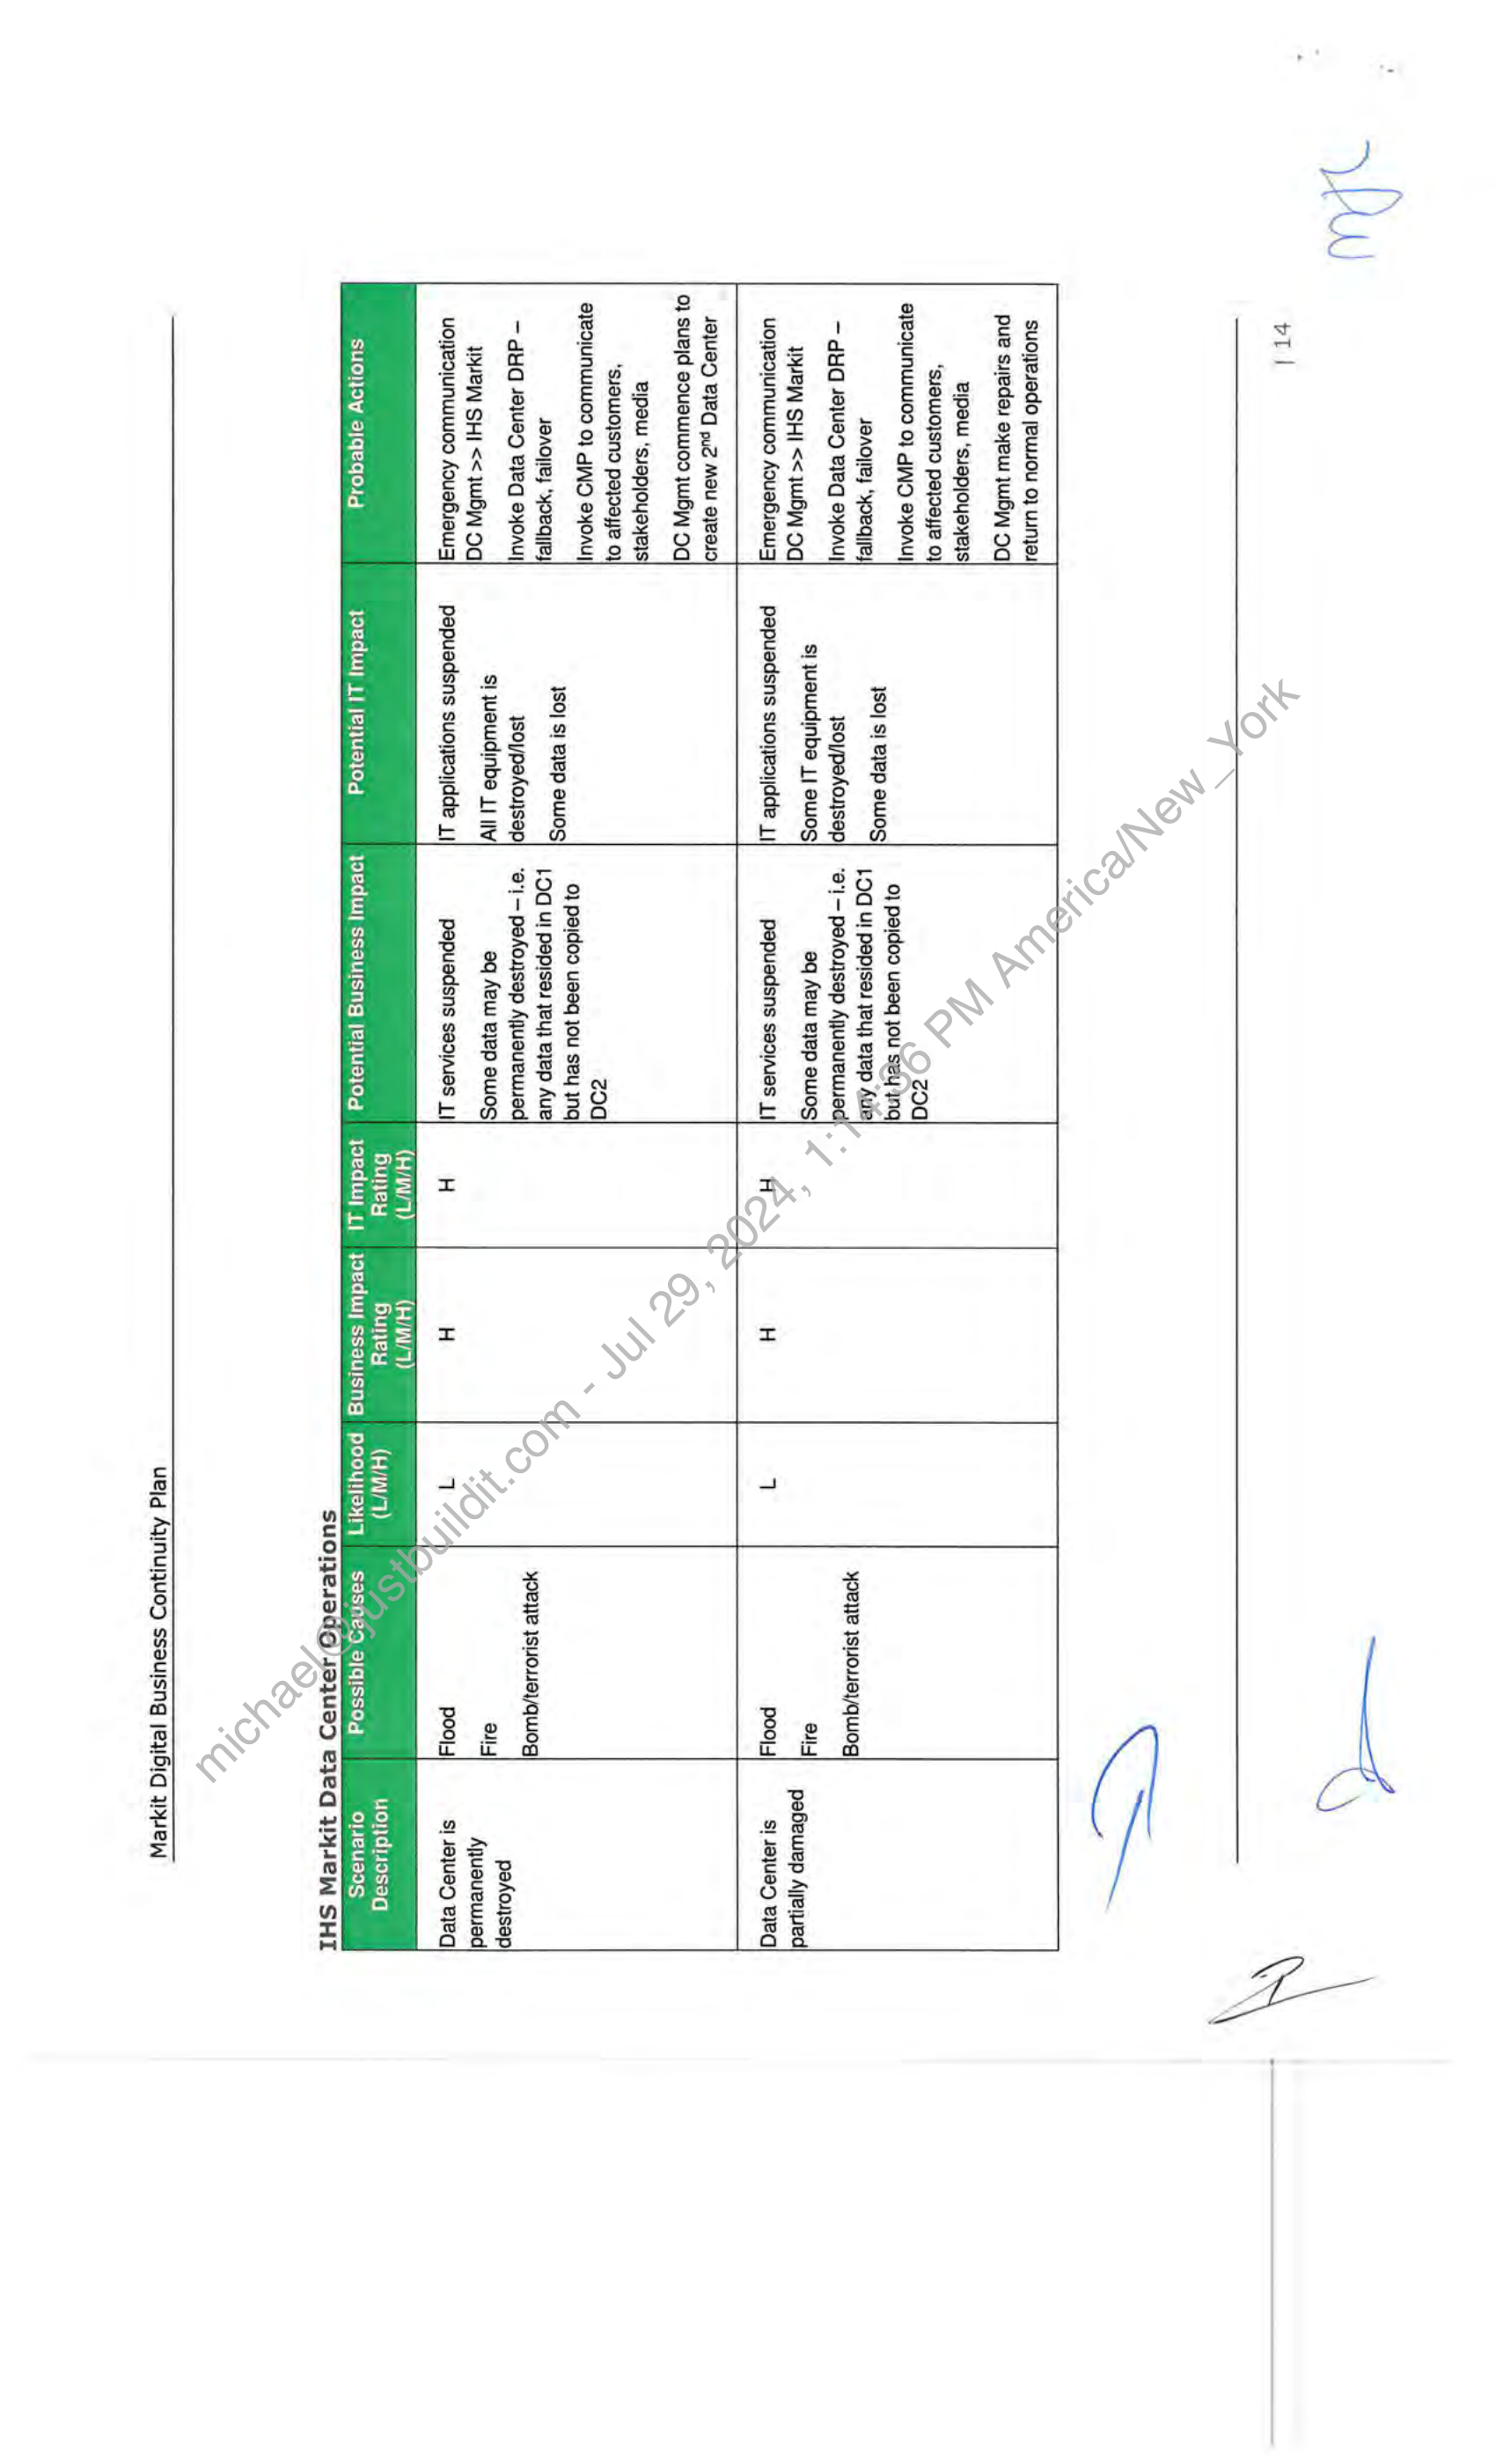 Markit Digital Business Continuity Plan
IHS Markit Data Center Operations
Scenario
Description
Possible Causes
Likelihood
(L/M/H)
Business Impact
Rating
(L/M/H)
IT Impact
Rating
(L/M/H)
Potential Business Impact
Potential IT Impact
Probable Actions
Data Center is
permanently
destroyed
Flood
Fire
Bomb/terrorist attack
L
H
H
IT services suspended
Some data may be
permanently destroyed – i.e.
any data that resided in DC1
but has not been copied to
DC2
IT applications suspended
All IT equipment is
destroyed/lost
Some data is lost
Emergency communication
DC Mgmt >> IHS Markit
Invoke Data Center DRP –
fallback, failover
Invoke CMP to communicate
to affected customers,
stakeholders, media
DC Mgmt commence plans to
create new 2nd Data Center
Data Center is
partially damaged
Flood
Fire
Bomb/terrorist attack
L
H
H
IT services suspended
Some data may be
permanently destroyed – i.e.
any data that resided in DC1
but has not been copied to
DC2
IT applications suspended
Some IT equipment is
destroyed/lost
Some data is lost
Emergency communication
DC Mgmt >> IHS Markit
Invoke Data Center DRP –
fallback, failover
Invoke CMP to communicate
to affected customers,
stakeholders, media
DC Mgmt make repairs and
return to normal operations
| 14
michael@justbuildit.com - Jul 29, 2024, 1:14:36 PM America/New_York